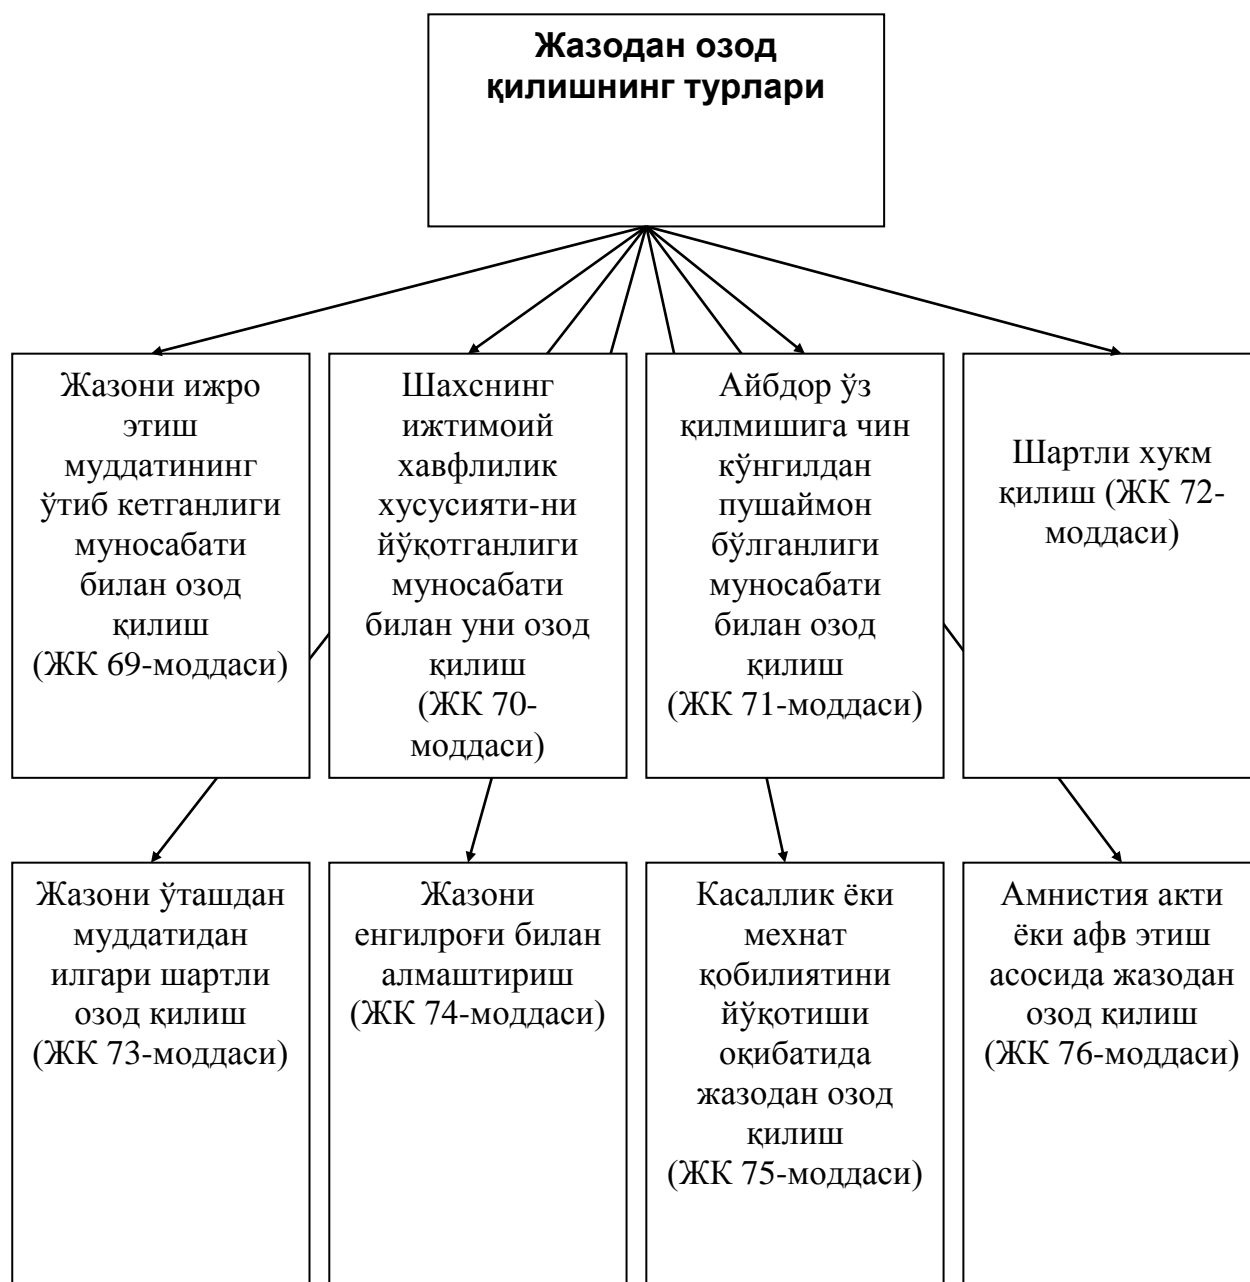 Жазодан озод
қилишнинг турлари
Жазони ижро
этиш
муддатининг
ўтиб кетганлиги
муносабати
билан озод
қилиш
(ЖК 69-моддаси)
Шахснинг
ижтимоий
хавфлилик
хусусияти-ни
йўқотганлиги
муносабати
билан уни озод
қилиш
(ЖК 70-
моддаси)
Айбдор ўз
қилмишига чин
кўнгилдан
пушаймон
бўлганлиги
муносабати
билан озод
қилиш
(ЖК 71-моддаси)
Шартли хукм
қилиш (ЖК 72-
моддаси)
Жазони ўташдан
муддатидан
илгари шартли
озод қилиш
(ЖК 73-моддаси)
Жазони
енгилроғи билан
алмаштириш
(ЖК 74-моддаси)
Касаллик ёки
мехнат
қобилиятини
йўқотиши
оқибатида
жазодан озод
қилиш
(ЖК 75-моддаси)
Амнистия акти
ёки афв этиш
асосида жазодан
озод қилиш
(ЖК 76-моддаси)